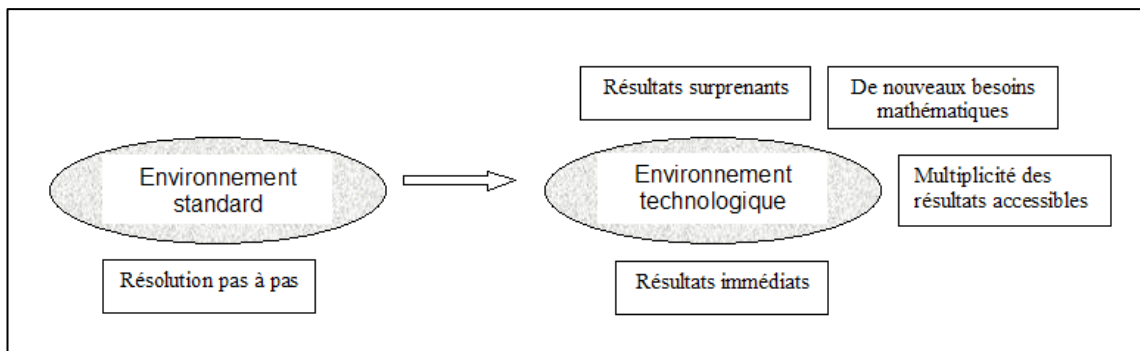 Résultats surprenants
De nouveaux besoins
mathématiques
Environnement
standard
Environnement
technologique
Multiplicité des
résultats accessibles
Résolution pas à pas
Résultats immédiats